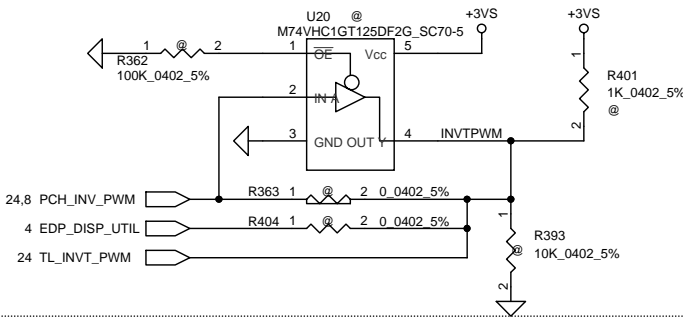 U20 @
M74VHC1GT125DF2G_SC70-5
+3VS
+3VS
1 @ 2
R362
100K_0402_5%
1 OE
Vcc 5
2 IN A
3 GND OUT Y 4
INVTPWM
1
R401
1K_0402_5%
@
2
24,8 PCH_INV_PWM
R363 1 @ 2 0_0402_5%
4 EDP_DISP_UTIL
R404 1 @ 2 0_0402_5%
24 TL_INVT_PWM
1
R393
@ 10K_0402_5%
2